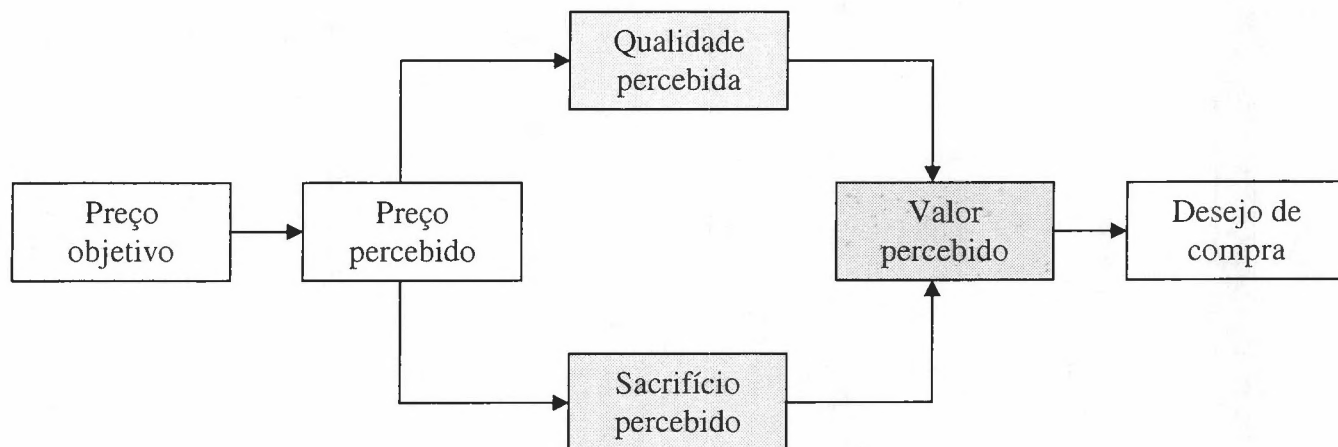 Qualidade
percebida
Preço
objetivo
Preço
percebido
Valor
percebido
Desejo de
compra
Sacrifício
percebido